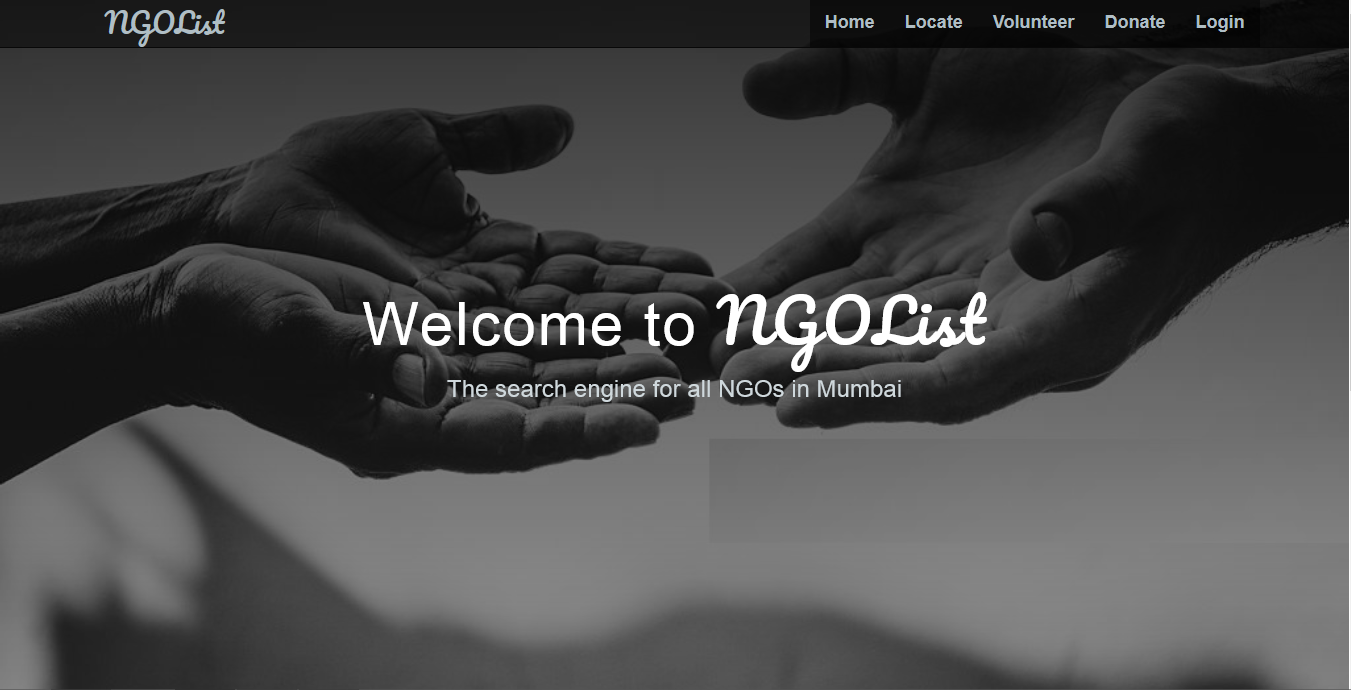 NGOList
Home Locate Volunteer Donate Login
Welcome to NGOList
The search engine for all NGOs in Mumbai